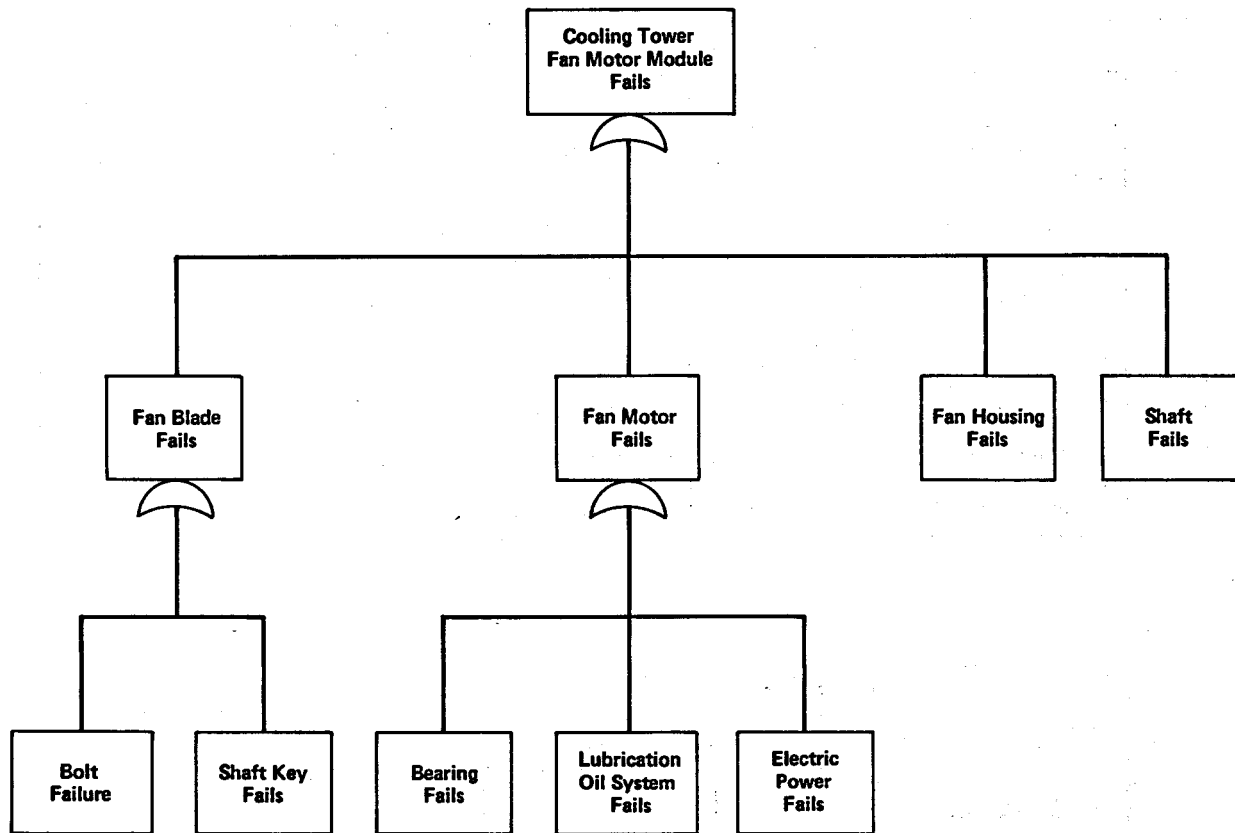 Cooling Tower
Fan Motor Module
Fails
Fan Blade
Fails
Fan Motor
Fails
Fan Housing
Fails
Shaft
Fails
Bolt
Failure
Shaft Key
Fails
Bearing
Fails
Lubrication
Oil System
Fails
Electric
Power
Fails